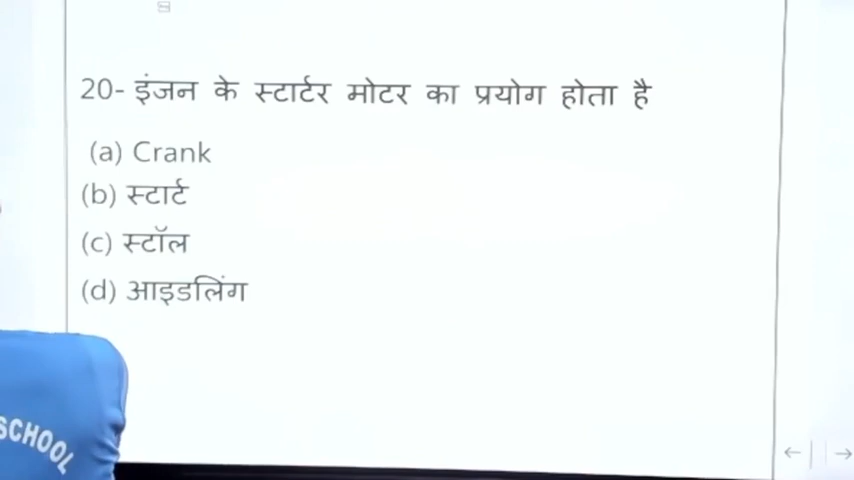 20- इंजन के स्टार्टर मोटर का प्रयोग होता है
(a) Crank
(b) स्टार्ट
(c) स्टॉल
(d) आइडलिंग
SCHOOL